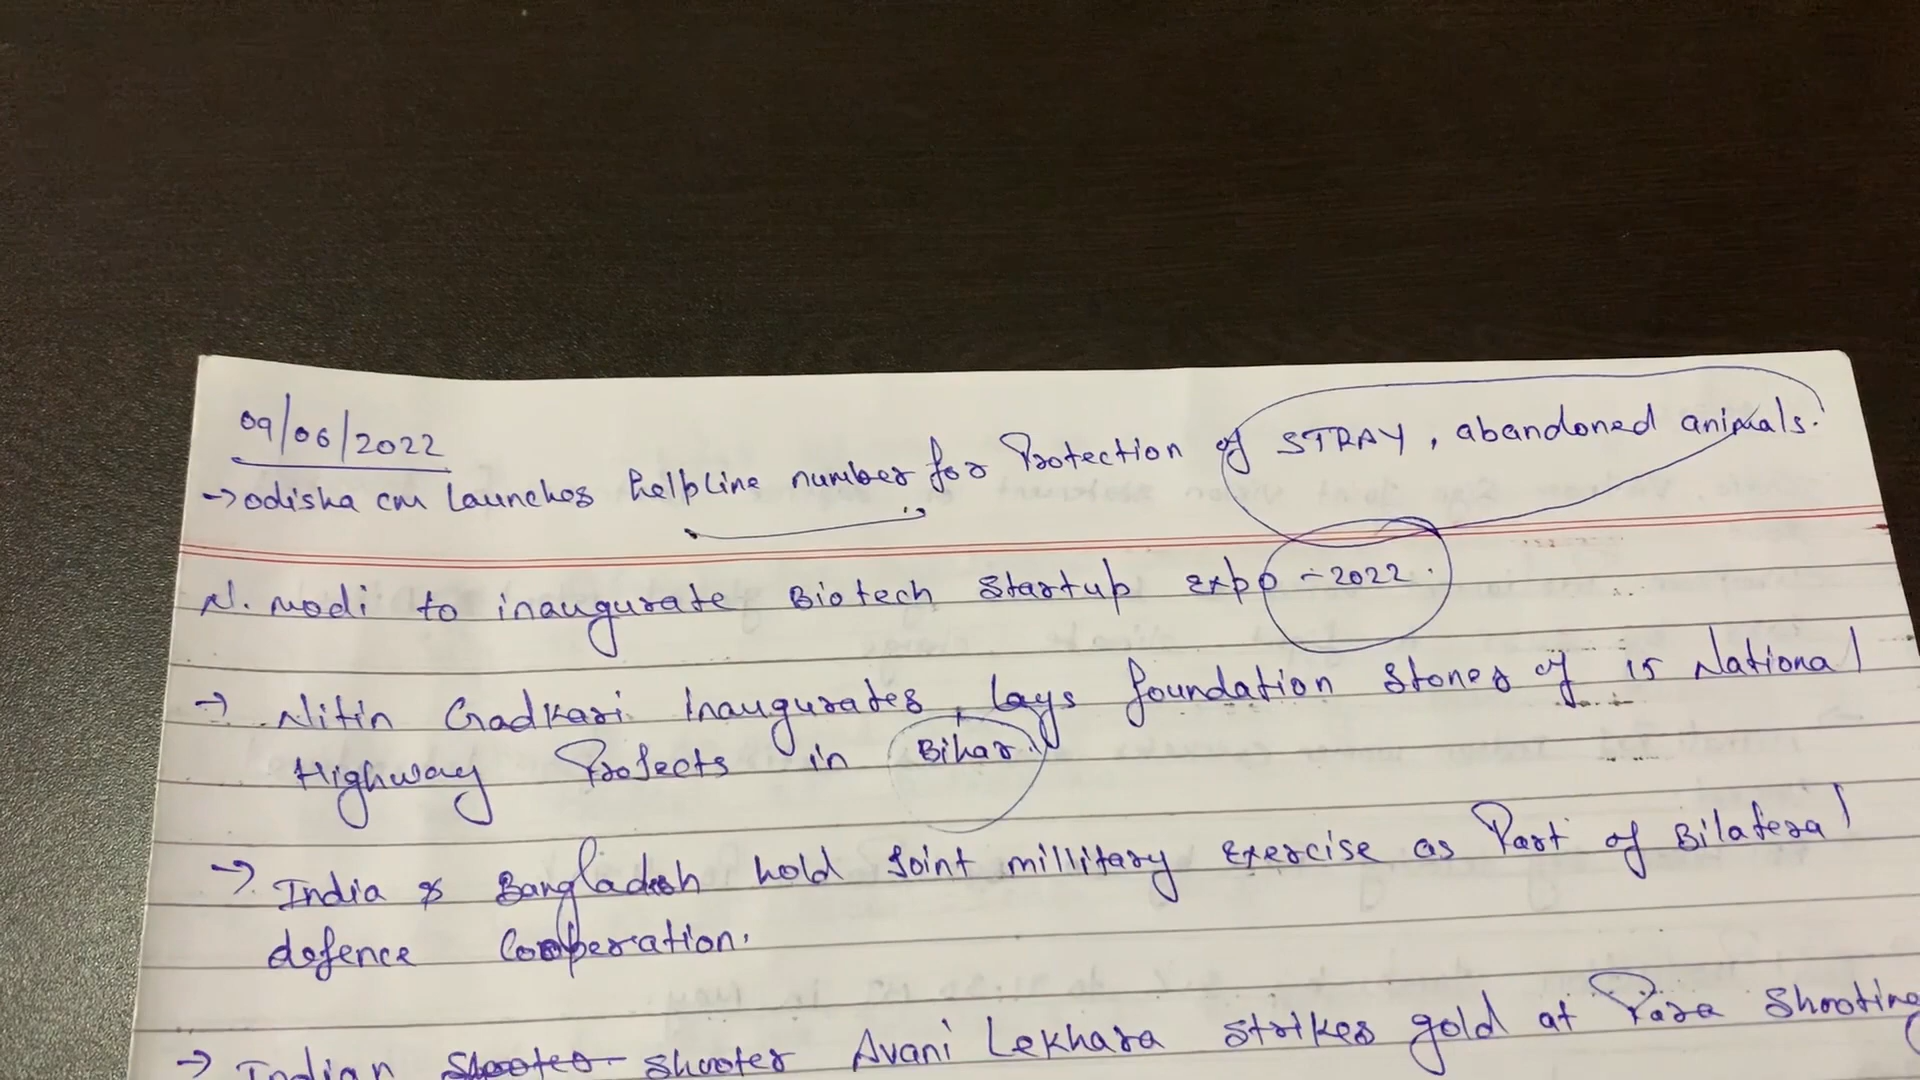 09/06/2022
→ odisha cm launches helpline number for Protection of STRAY, abandoned animals.
N. modi to inaugurate Biotech Startup expo - 2022.
→ Nitin Gadkari inaugurates, lays foundation stones of 15 National
Highway Projects in Bihar.
→ India & Bangladesh hold Joint millitary exercise as Part of Bilateral
defence Cooperation.
→ Indian Shooter shooter Avani Lekhara strikes gold at Para Shooting